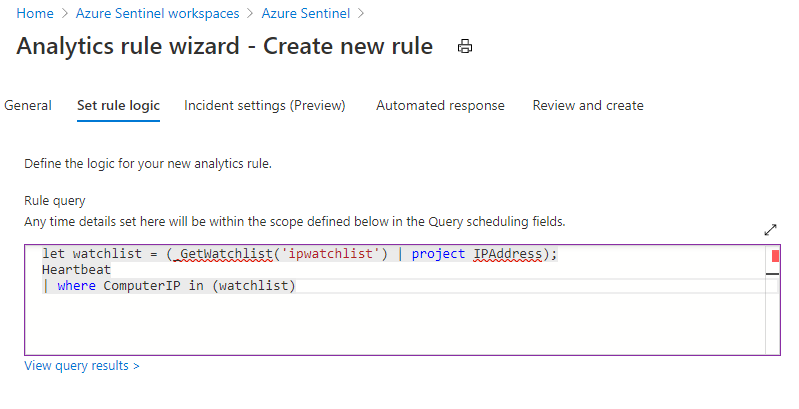 Home > Azure Sentinel workspaces > Azure Sentinel >
Analytics rule wizard - Create new rule
General Set rule logic Incident settings (Preview) Automated response Review and create
Define the logic for your new analytics rule.
Rule query
Any time details set here will be within the scope defined below in the Query scheduling fields.
let watchlist = (_GetWatchlist('ipwatchlist') | project IPAddress);
Heartbeat
| where ComputerIP in (watchlist)
View query results >